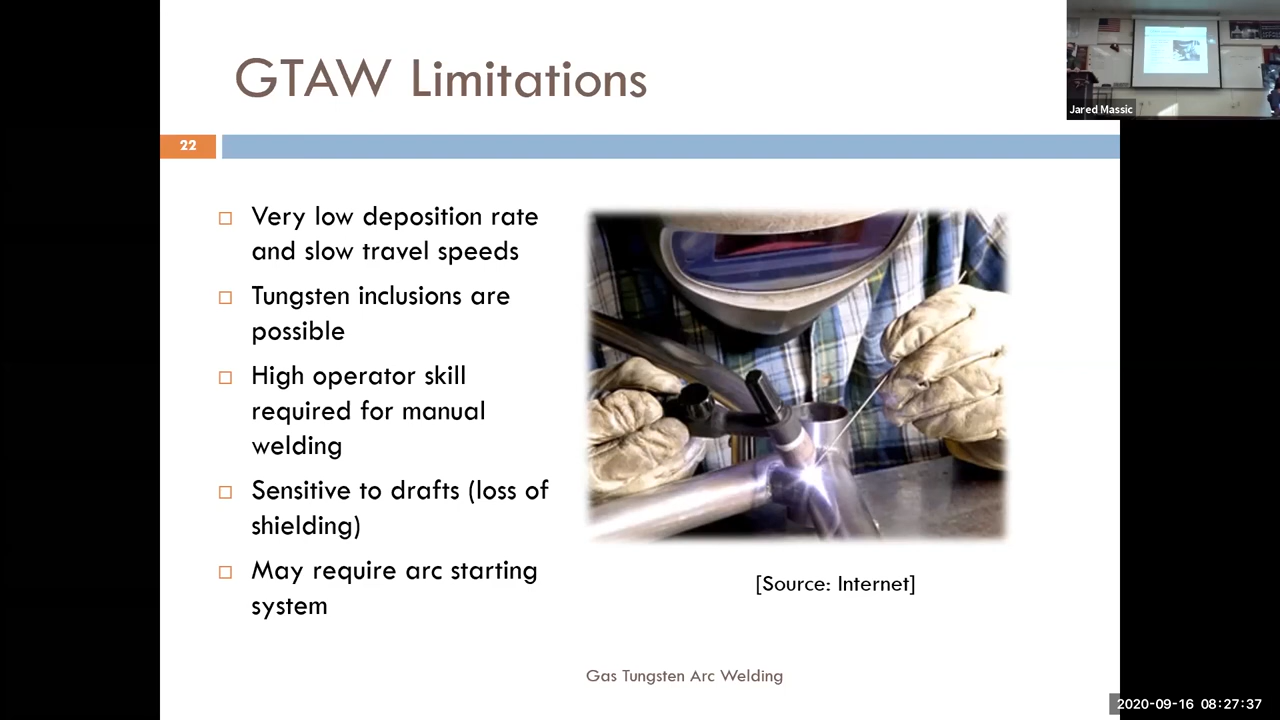 GTAW Limitations
Jared Massic
22
Very low deposition rate
and slow travel speeds
Tungsten inclusions are
possible
High operator skill
required for manual
welding
Sensitive to drafts (loss of
shielding)
May require arc starting
system
[Source: Internet]
Gas Tungsten Arc Welding
2020-09-16 08:27:37